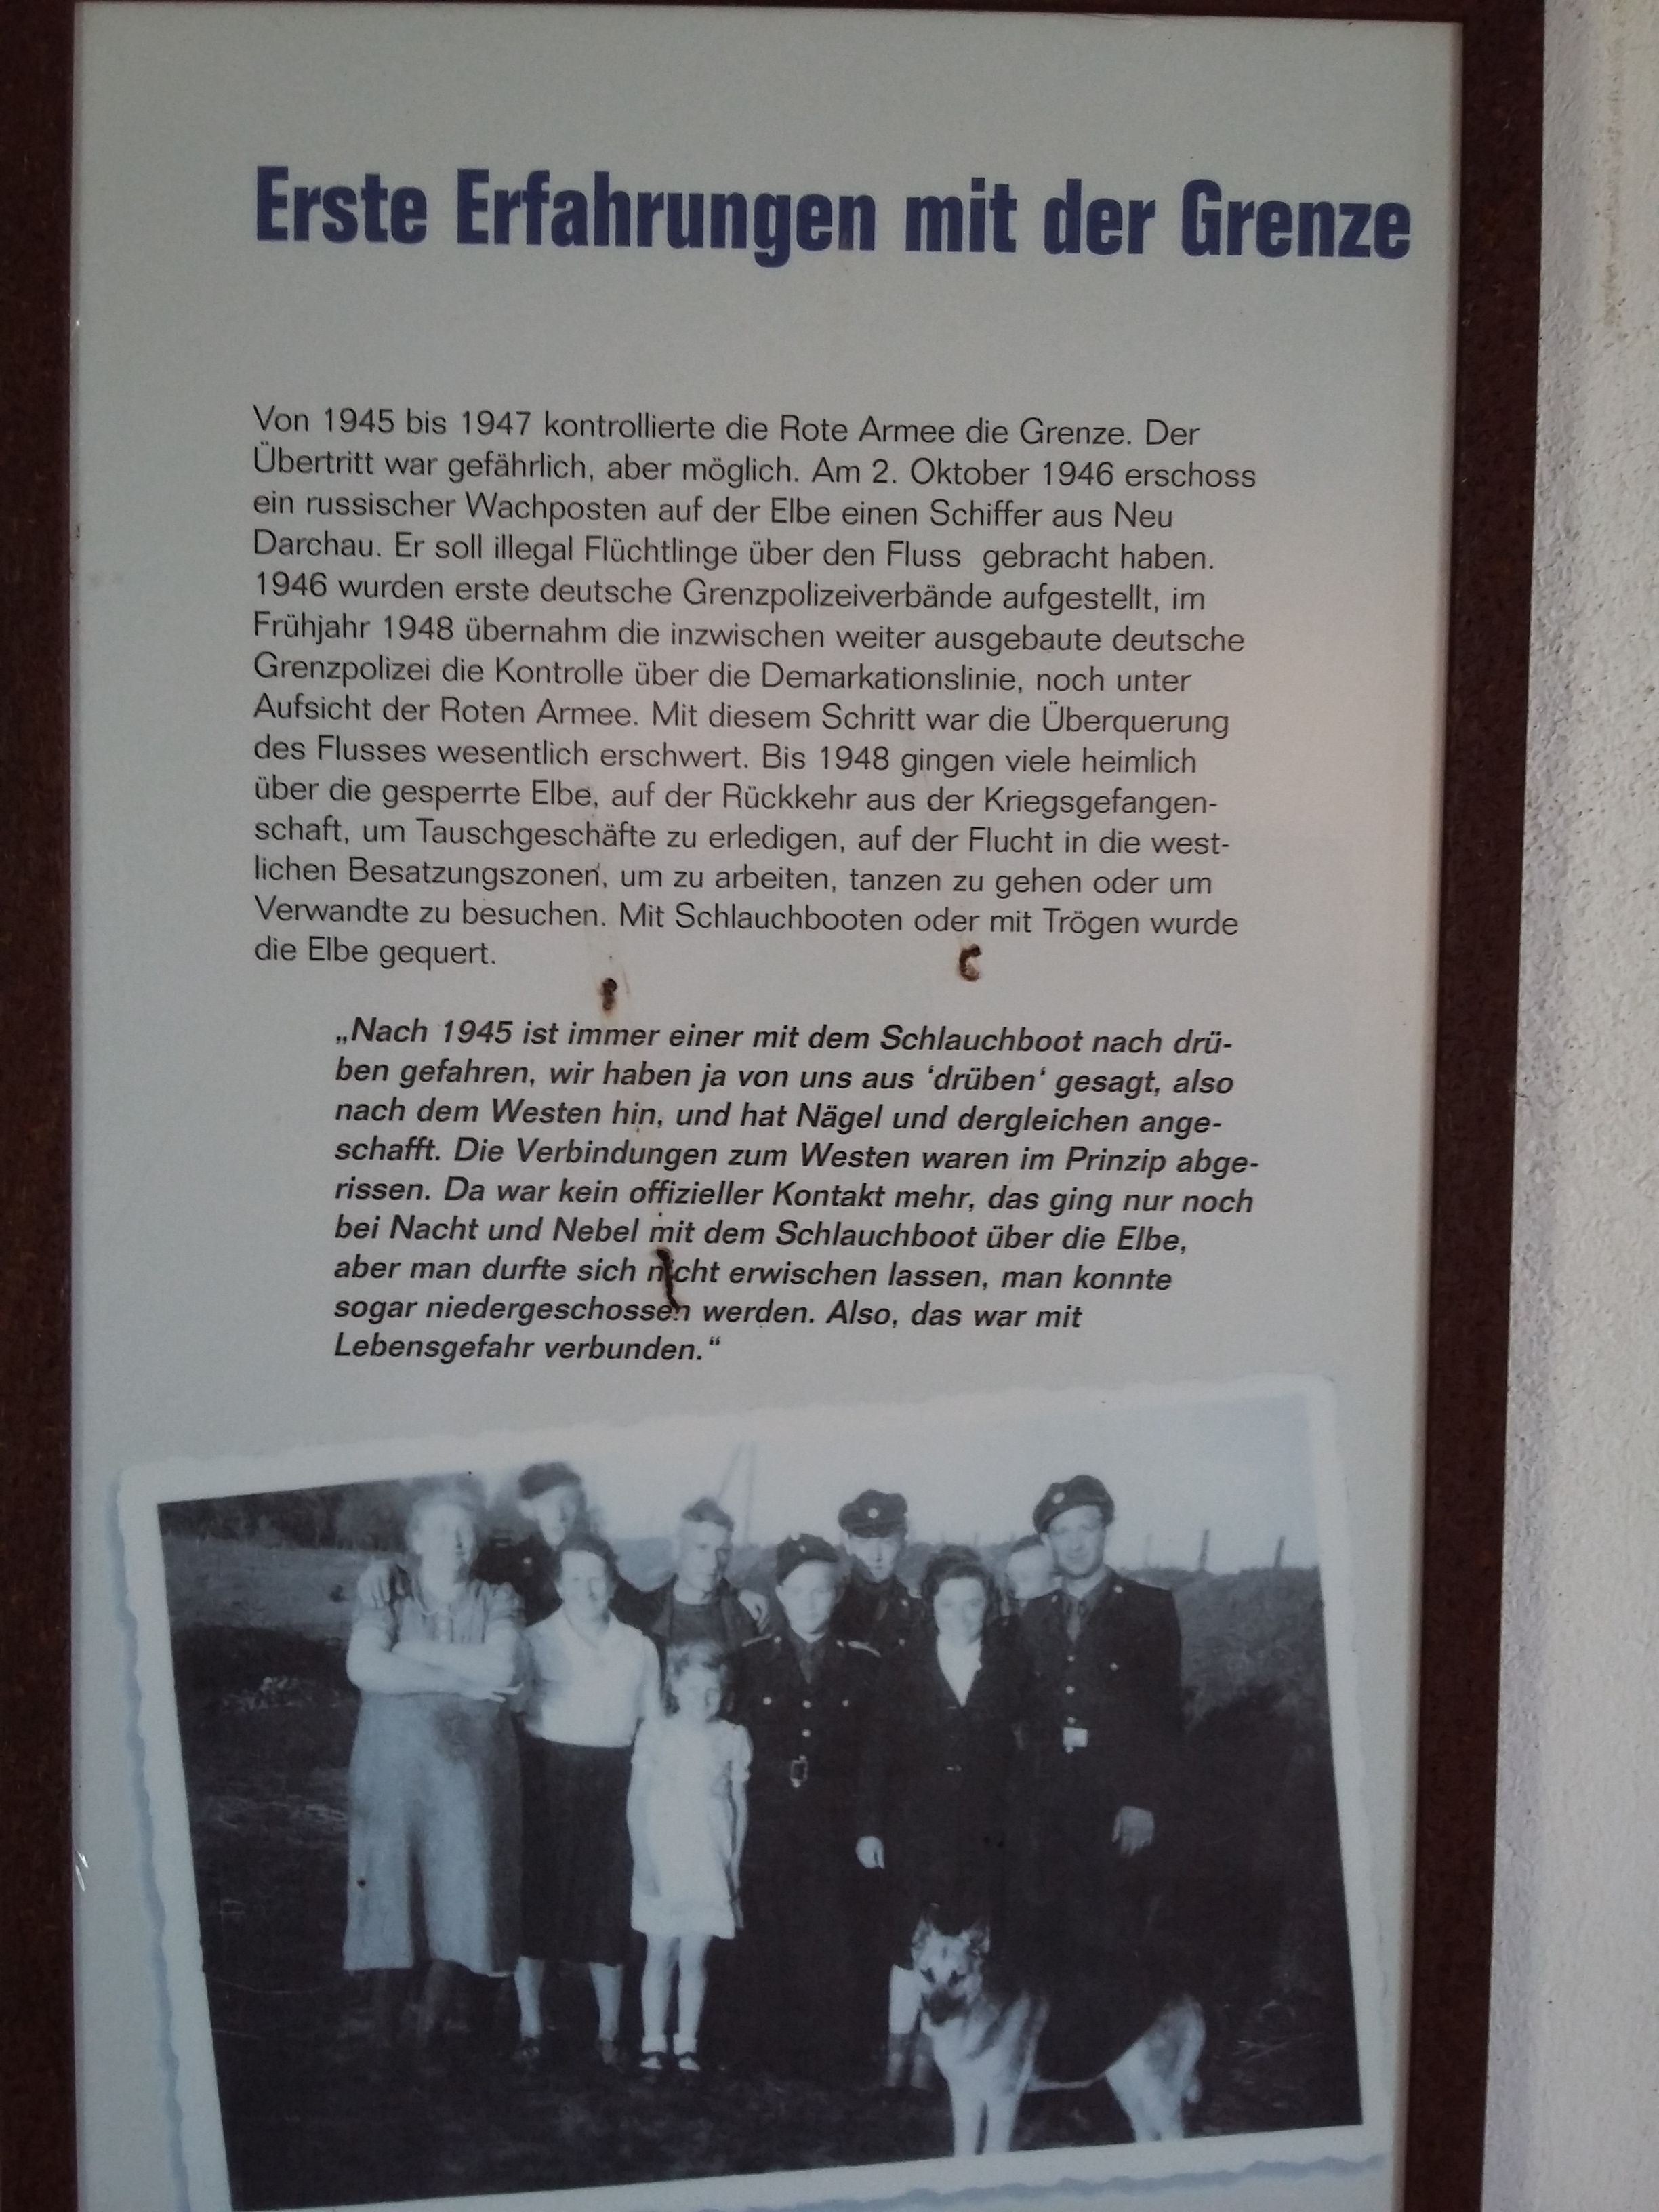 Erste Erfahrungen mit der Grenze
Von 1945 bis 1947 kontrollierte die Rote Armee die Grenze. Der
Übertritt war gefährlich, aber möglich. Am 2. Oktober 1946 erschoss
ein russischer Wachposten auf der Elbe einen Schiffer aus Neu
Darchau. Er soll illegal Flüchtlinge über den Fluss gebracht haben.
1946 wurden erste deutsche Grenzpolizeiverbände aufgestellt, im
Frühjahr 1948 übernahm die inzwischen weiter ausgebaute deutsche
Grenzpolizei die Kontrolle über die Demarkationslinie, noch unter
Aufsicht der Roten Armee. Mit diesem Schritt war die Überquerung
des Flusses wesentlich erschwert. Bis 1948 gingen viele heimlich
über die gesperrte Elbe, auf der Rückkehr aus der Kriegsgefangen-
schaft, um Tauschgeschäfte zu erledigen, auf der Flucht in die west-
lichen Besatzungszonen, um zu arbeiten, tanzen zu gehen oder um
Verwandte zu besuchen. Mit Schlauchbooten oder mit Trögen wurde
die Elbe gequert.
„Nach 1945 ist immer einer mit dem Schlauchboot nach drü-
ben gefahren, wir haben ja von uns aus ‘drüben‘ gesagt, also
nach dem Westen hin, und hat Nägel und dergleichen ange-
schafft. Die Verbindungen zum Westen waren im Prinzip abge-
rissen. Da war kein offizieller Kontakt mehr, das ging nur noch
bei Nacht und Nebel mit dem Schlauchboot über die Elbe,
aber man durfte sich nicht erwischen lassen, man konnte
sogar niedergeschossen werden. Also, das war mit
Lebensgefahr verbunden.“